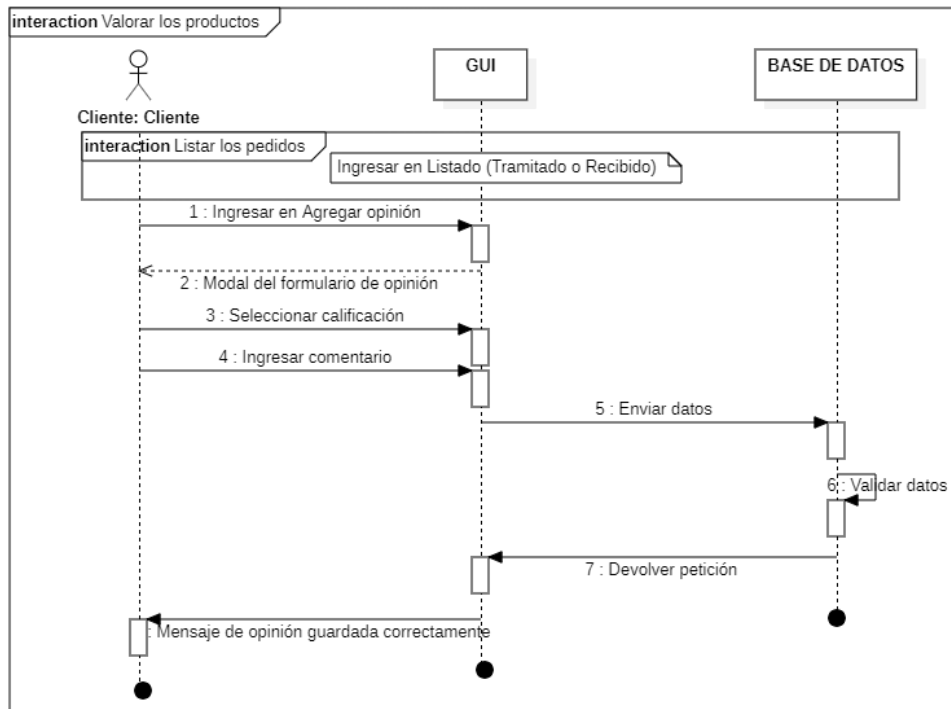 interaction Valorar los productos
GUI
BASE DE DATOS
Cliente: Cliente
interaction Listar los pedidos
Ingresar en Listado (Tramitado o Recibido)
1 : Ingresar en Agregar opinión
2 : Modal del formulario de opinión
3 : Seleccionar calificación
4 : Ingresar comentario
5 : Enviar datos
6 : Validar datos
7 : Devolver petición
: Mensaje de opinión guardada correctamente